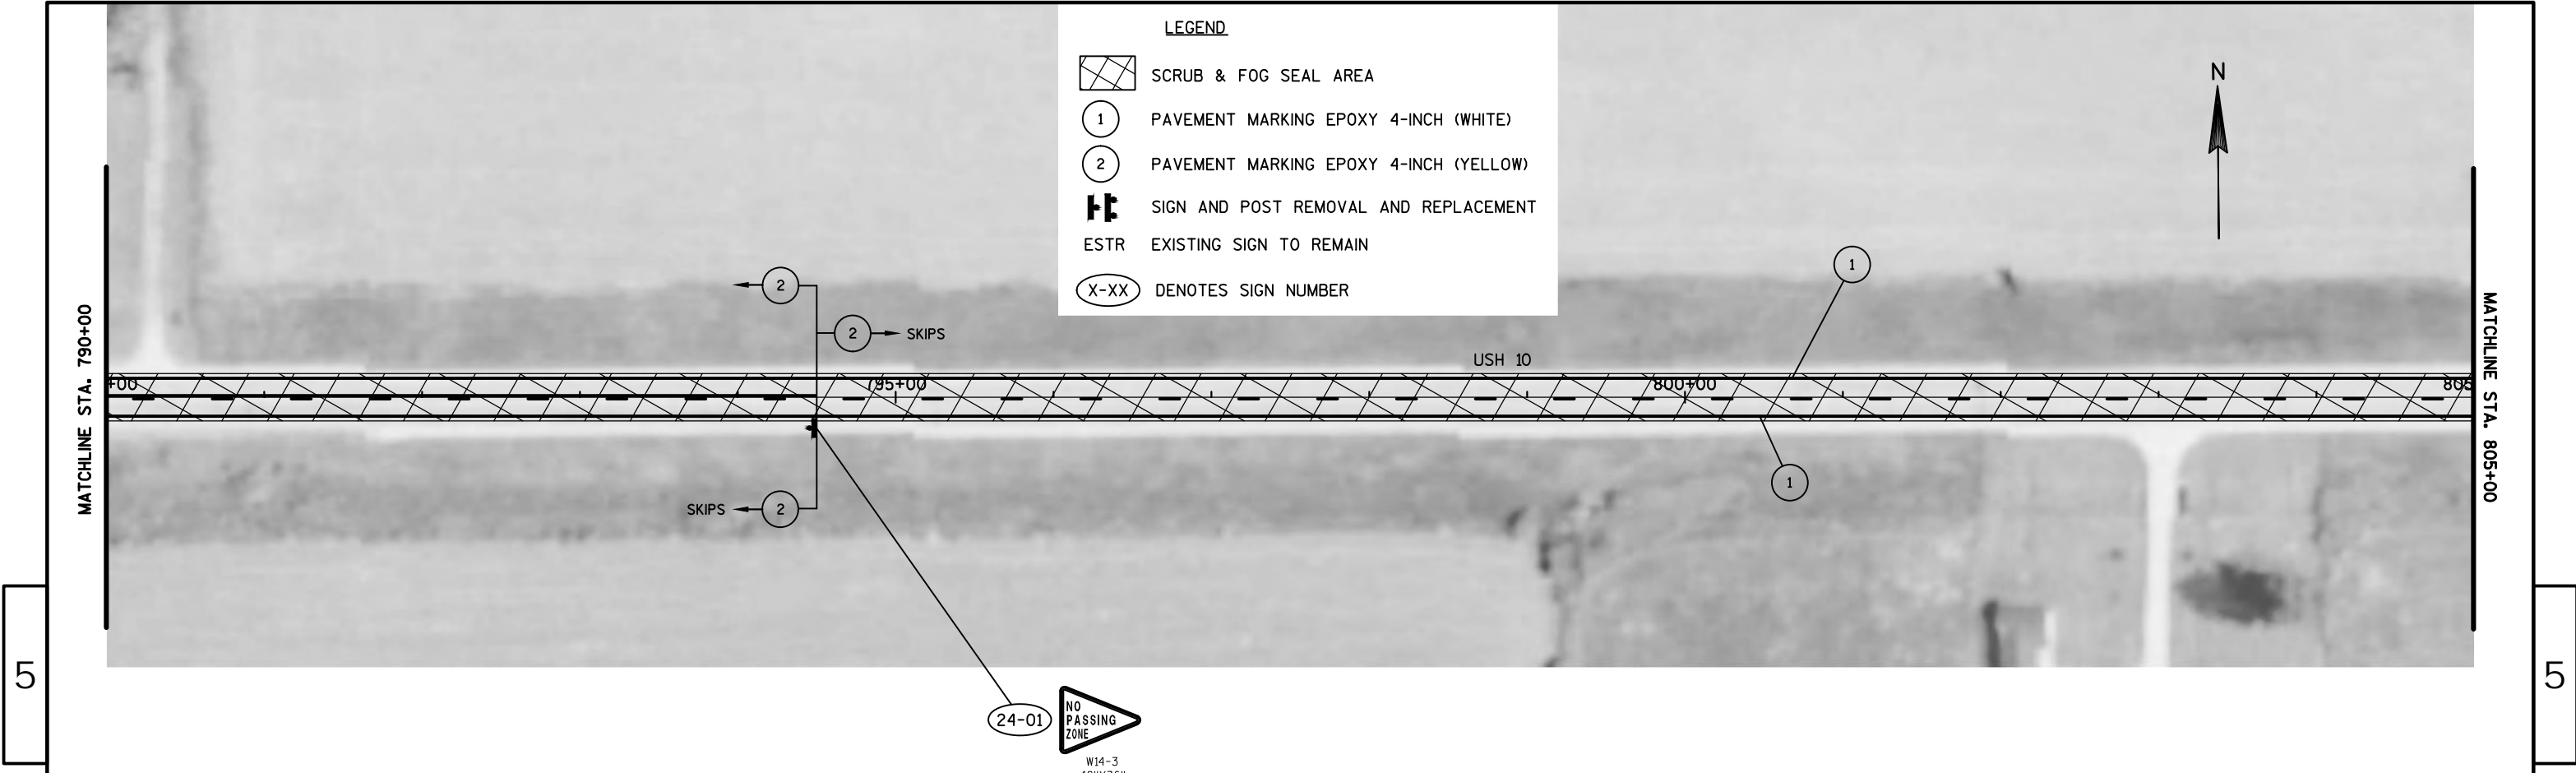 LEGEND
SCRUB & FOG SEAL AREA
1 PAVEMENT MARKING EPOXY 4-INCH (WHITE)
2 PAVEMENT MARKING EPOXY 4-INCH (YELLOW)
SIGN AND POST REMOVAL AND REPLACEMENT
ESTR EXISTING SIGN TO REMAIN
X-XX DENOTES SIGN NUMBER
N
MATCHLINE STA. 790+00
2
2 SKIPS
1
USH 10
+00
795+00
800+00
805
MATCHLINE STA. 805+00
SKIPS 2
1
5
5
24-01
NO
PASSING
ZONE
W14-3